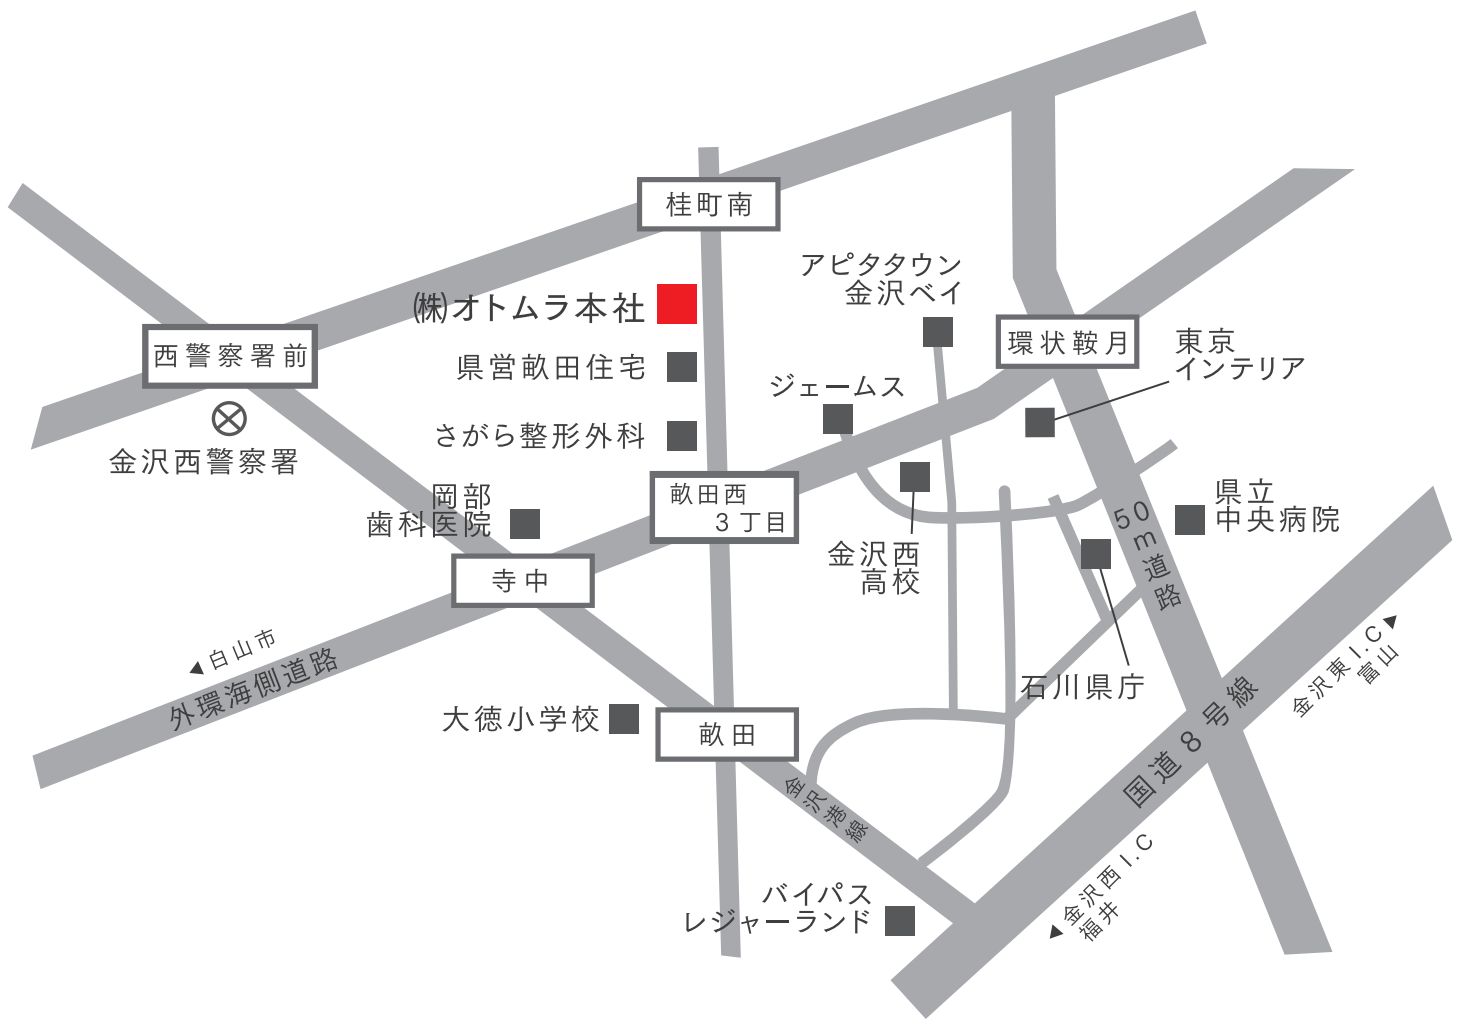 桂町南
アピタタウン
金沢ベイ
㈱オトムラ本社
西警察署前
環状鞍月
東京
インテリア
県営畝田住宅
ジェームス
さがら整形外科
金沢西警察署
岡部
歯科医院
畝田西
3丁目
県立
中央病院
50m道路
金沢西
高校
寺中
白山市
外環海側道路
石川県庁
金沢東I.C
富山
大徳小学校
畝田
国道8号線
金沢港線
金沢西I.C
福井
バイパス
レジャーランド